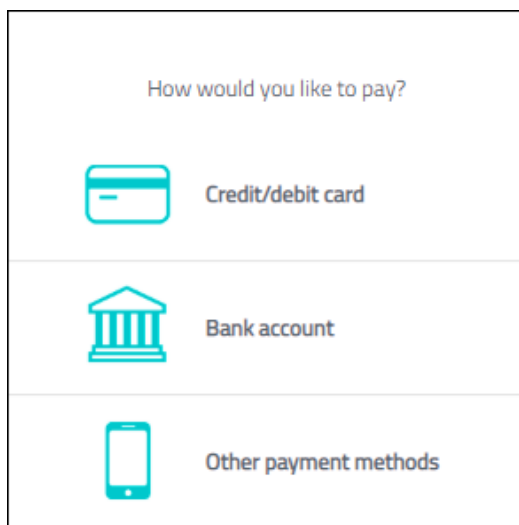 How would you like to pay?
Credit/debit card
Bank account
Other payment methods